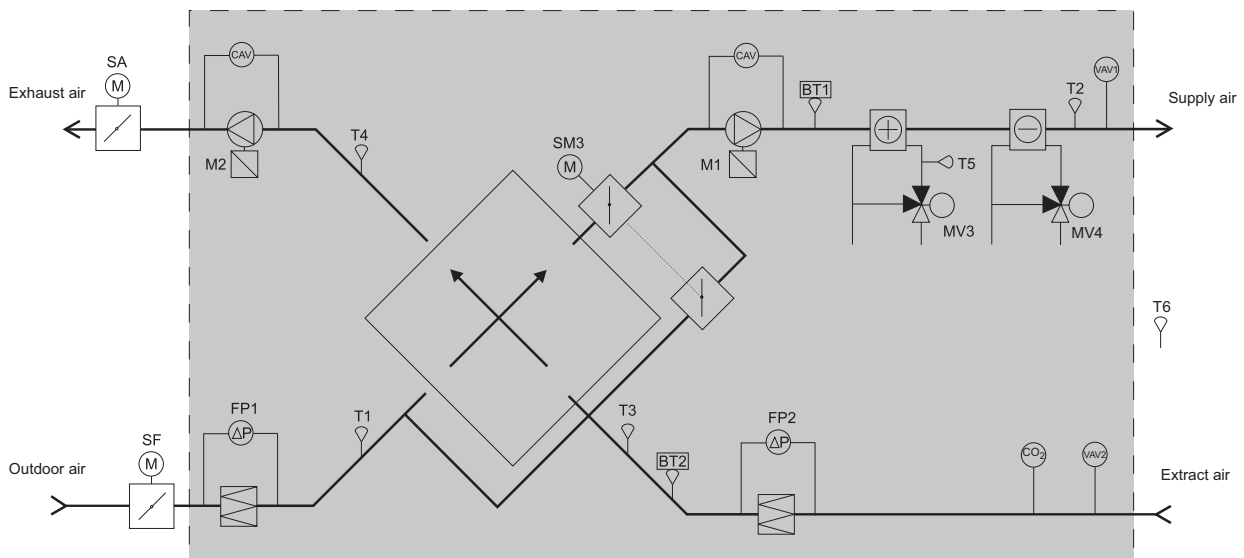 CAV
CAV
SA
M
Exhaust air
BT1
T2
VAV1
Supply air
T4
M2
SM3
M
M1
T5
MV3
MV4
T6
FP1
ΔP
T1
T3
FP2
ΔP
SF
M
Outdoor air
BT2
CO₂
VAV2
Extract air